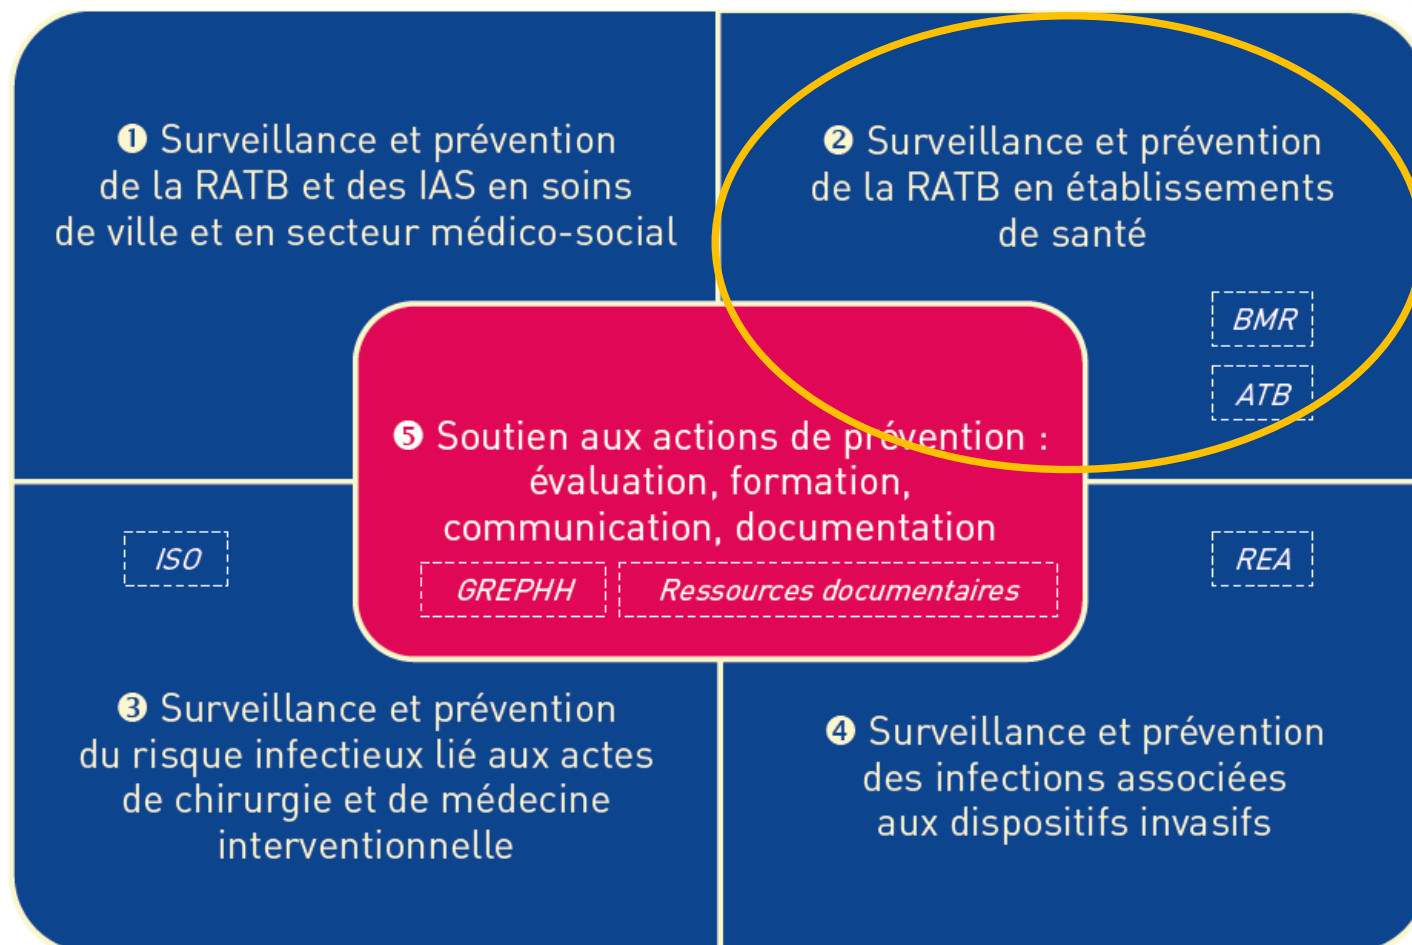 ❶ Surveillance et prévention
de la RATB et des IAS en soins
de ville et en secteur médico-social
❷ Surveillance et prévention
de la RATB en établissements
de santé
BMR
ATB
❺ Soutien aux actions de prévention :
évaluation, formation,
communication, documentation
GREPHH
Ressources documentaires
ISO
REA
❸ Surveillance et prévention
du risque infectieux lié aux actes
de chirurgie et de médecine
interventionnelle
❹ Surveillance et prévention
des infections associées
aux dispositifs invasifs